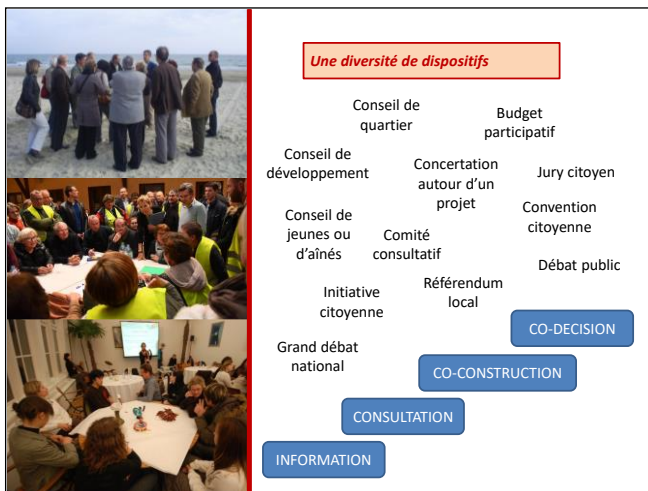 Une diversité de dispositifs
Conseil de
quartier
Budget
participatif
Conseil de
développement
Concertation
autour d'un
projet
Jury citoyen
Convention
citoyenne
Conseil de
jeunes ou
d'aînés
Comité
consultatif
Débat public
Référendum
local
Initiative
citoyenne
Grand débat
national
CO-DECISION
CO-CONSTRUCTION
CONSULTATION
INFORMATION